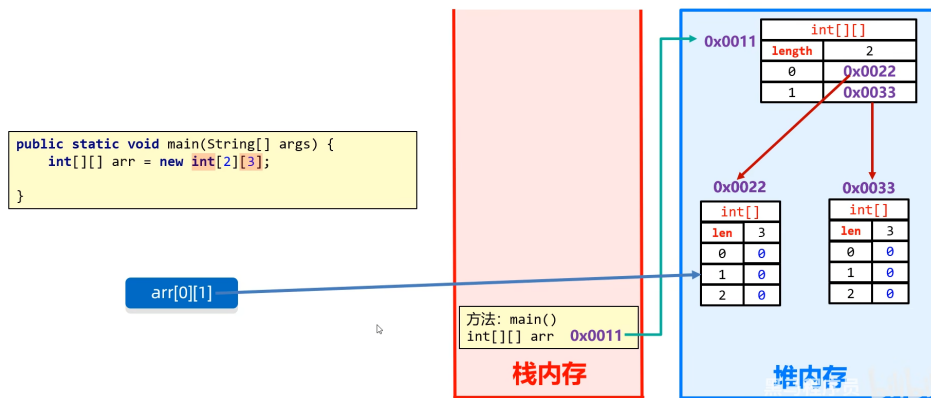 public static void main(String[] args) {
int[][] arr = new int[2][3];
}
arr[0][1]
方法：main()
int[][] arr 0x0011
栈内存
0x0011
int[][]
length 2
0 0x0022
1 0x0033
0x0022
int[]
len 3
0 0
1 0
2 0
0x0033
int[]
len 3
0 0
1 0
2 0
堆内存